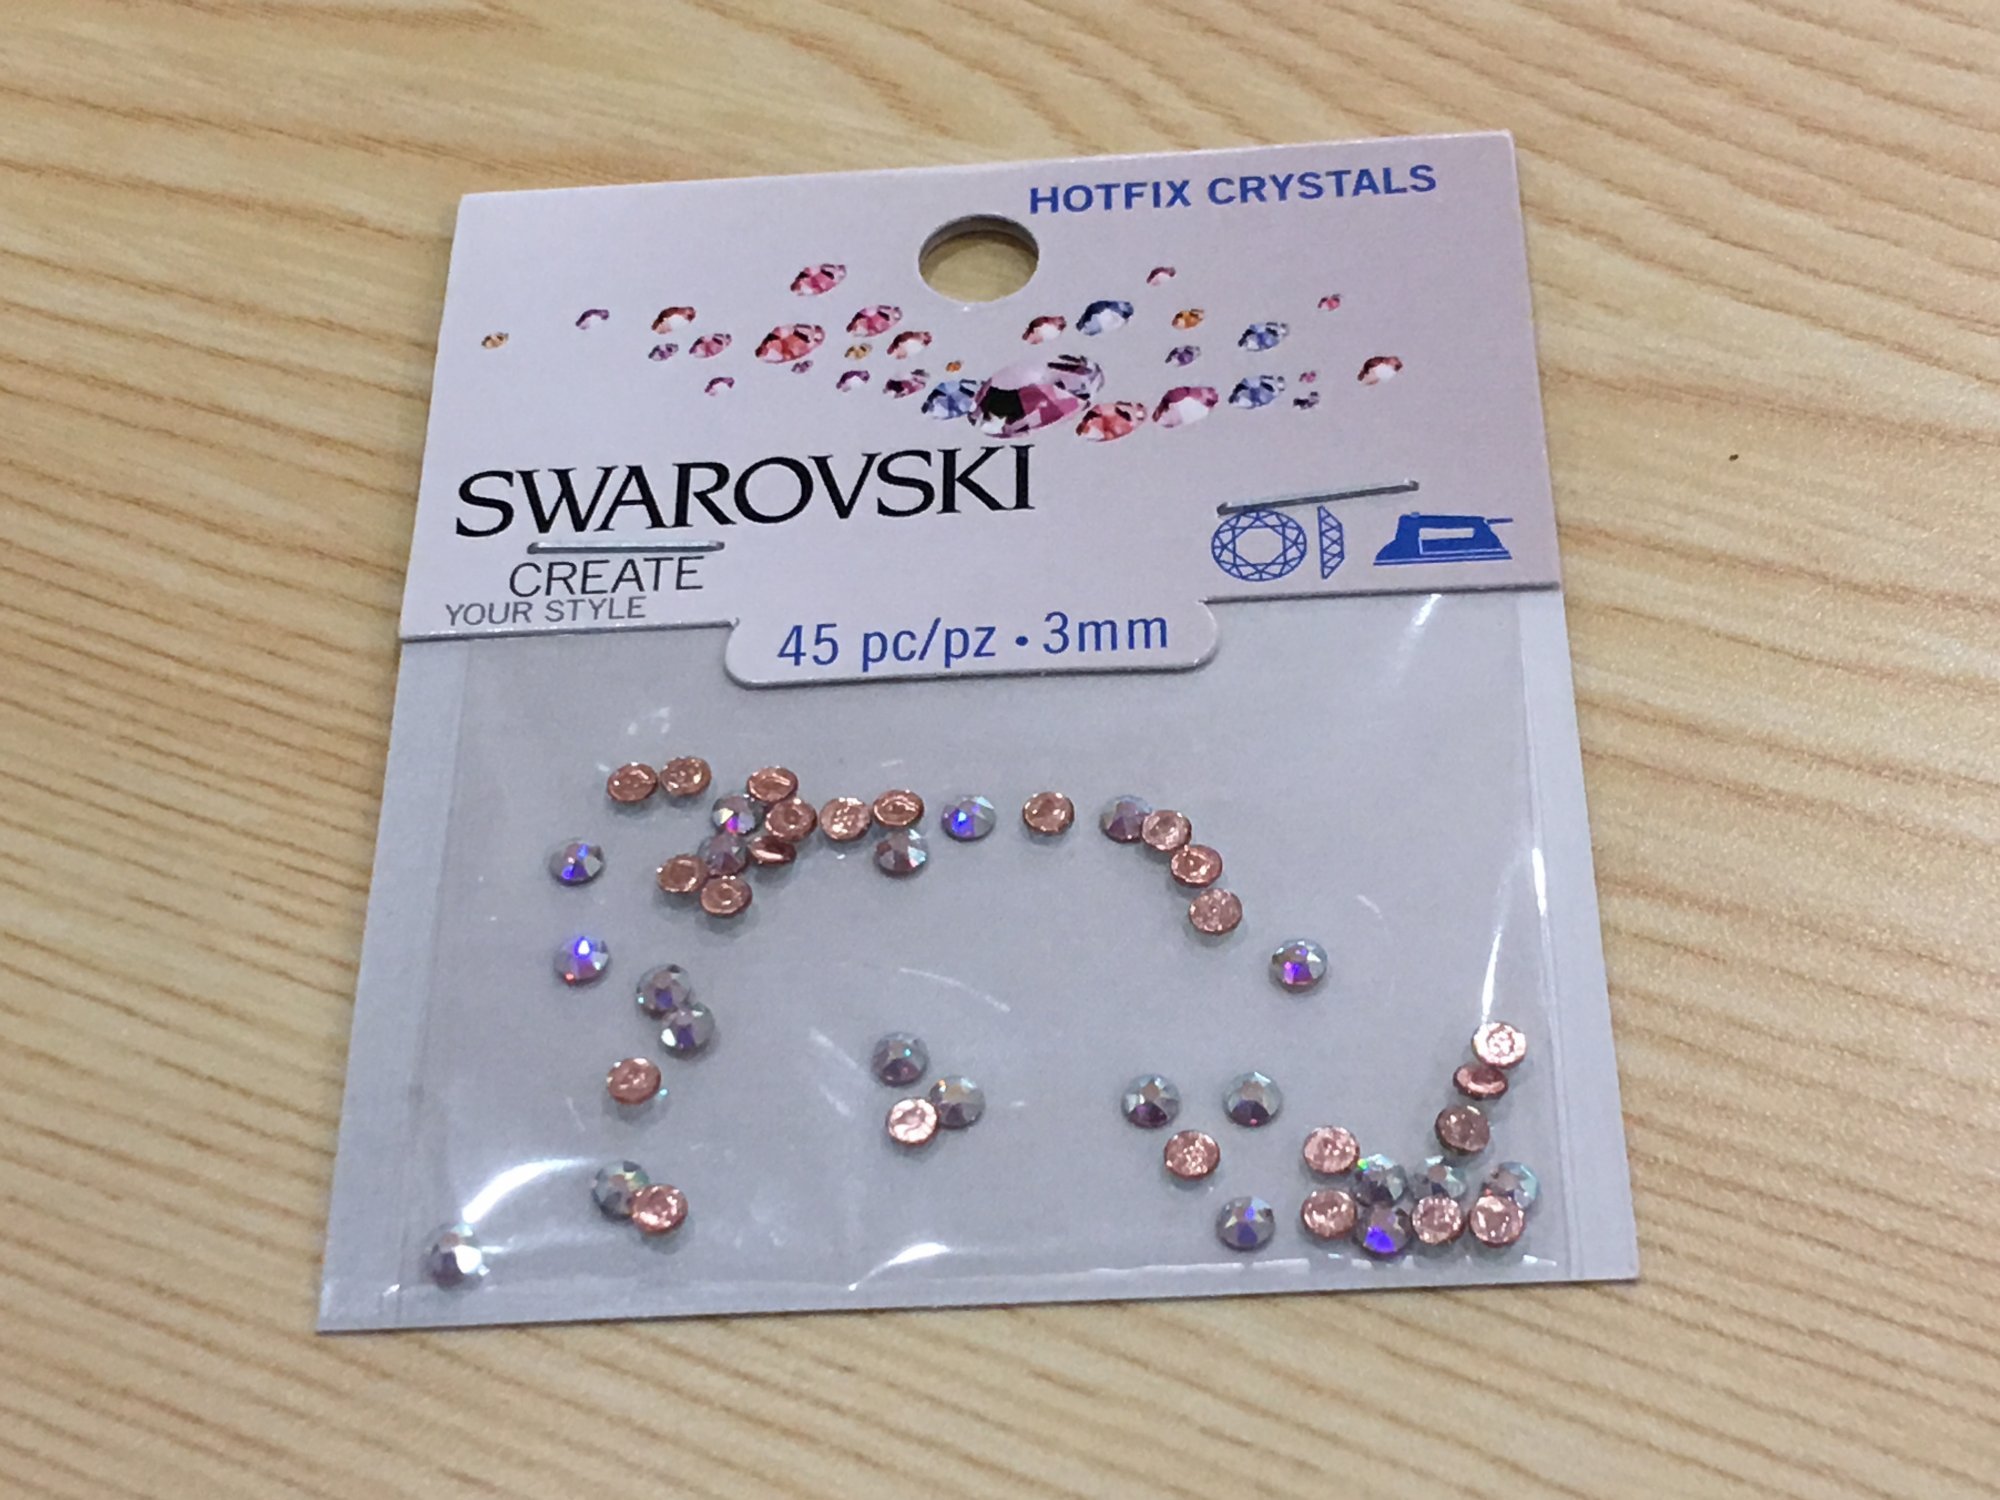 HOTFIX CRYSTALS
SWAROVSKI
CREATE
YOUR STYLE
45 pc/pz • 3mm